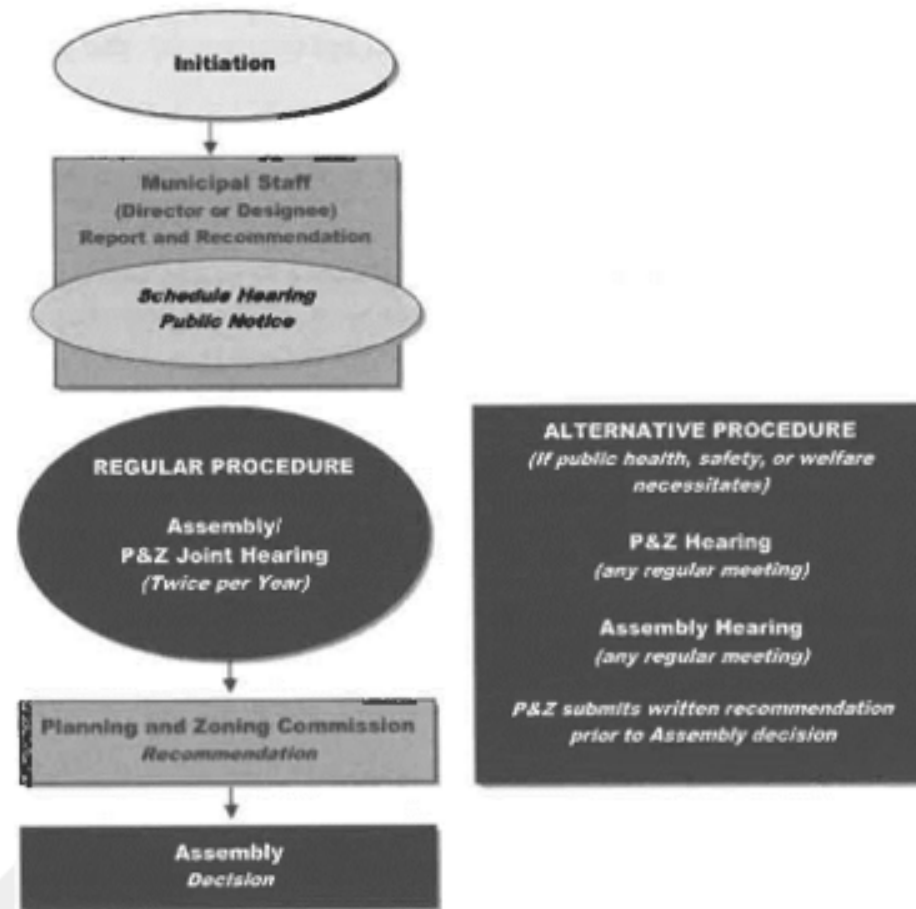 Initiation
Municipal Staff
(Director or Designee)
Report and Recommendation
Schedule Hearing
Public Notice
REGULAR PROCEDURE
Assembly/
P&Z Joint Hearing
(Twice per Year)
Planning and Zoning Commission
Recommendation
Assembly
Decision
ALTERNATIVE PROCEDURE
(If public health, safety, or welfare
necessitates)
P&Z Hearing
(any regular meeting)
Assembly Hearing
(any regular meeting)
P&Z submits written recommendation
prior to Assembly decision